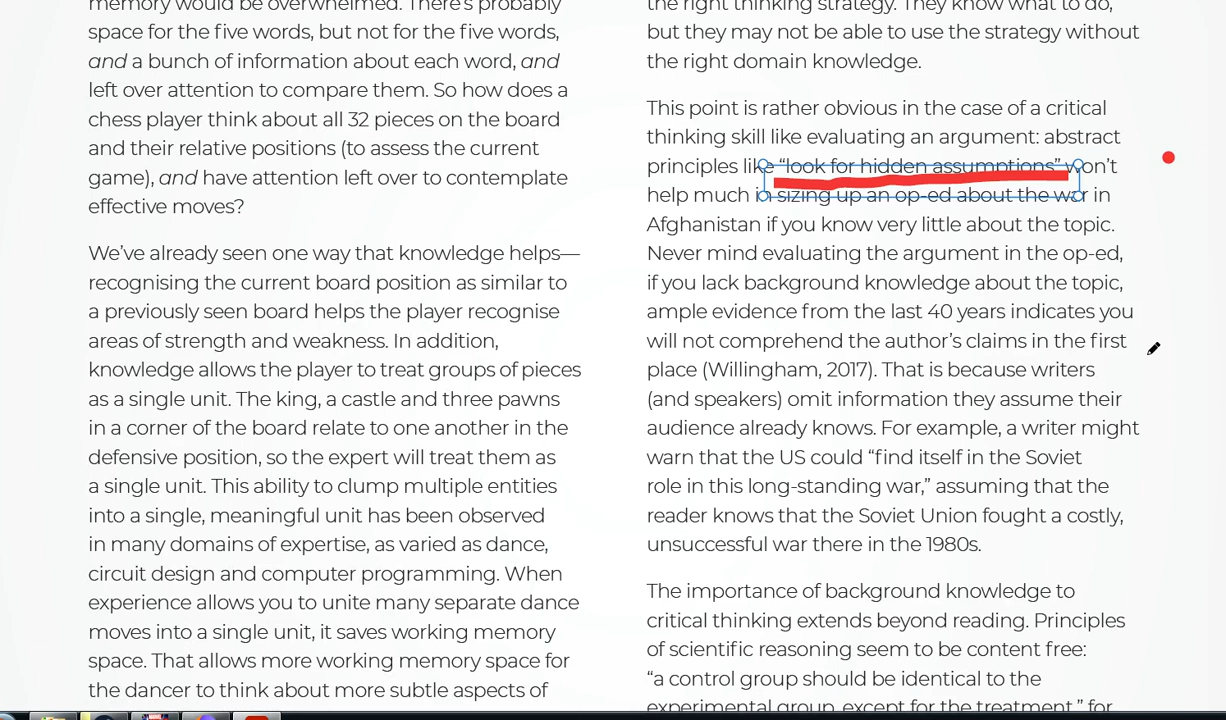 memory would be overwhelmed. There's probably
space for the five words, but not for the five words,
and a bunch of information about each word, and
left over attention to compare them. So how does a
chess player think about all 32 pieces on the board
and their relative positions (to assess the current
game), and have attention left over to contemplate
effective moves?
We've already seen one way that knowledge helps—
recognising the current board position as similar to
a previously seen board helps the player recognise
areas of strength and weakness. In addition,
knowledge allows the player to treat groups of pieces
as a single unit. The king, a castle and three pawns
in a corner of the board relate to one another in the
defensive position, so the expert will treat them as
a single unit. This ability to clump multiple entities
into a single, meaningful unit has been observed
in many domains of expertise, as varied as dance,
circuit design and computer programming. When
experience allows you to unite many separate dance
moves into a single unit, it saves working memory
space. That allows more working memory space for
the dancer to think about more subtle aspects of
the right thinking strategy. They know what to do,
but they may not be able to use the strategy without
the right domain knowledge.
This point is rather obvious in the case of a critical
thinking skill like evaluating an argument: abstract
principles like “look for hidden assumptions” won't
help much in sizing up an op-ed about the war in
Afghanistan if you know very little about the topic.
Never mind evaluating the argument in the op-ed,
if you lack background knowledge about the topic,
ample evidence from the last 40 years indicates you
will not comprehend the author's claims in the first
place (Willingham, 2017). That is because writers
(and speakers) omit information they assume their
audience already knows. For example, a writer might
warn that the US could “find itself in the Soviet
role in this long-standing war,” assuming that the
reader knows that the Soviet Union fought a costly,
unsuccessful war there in the 1980s.
The importance of background knowledge to
critical thinking extends beyond reading. Principles
of scientific reasoning seem to be content free:
“a control group should be identical to the
experimental group, except for the treatment,” for